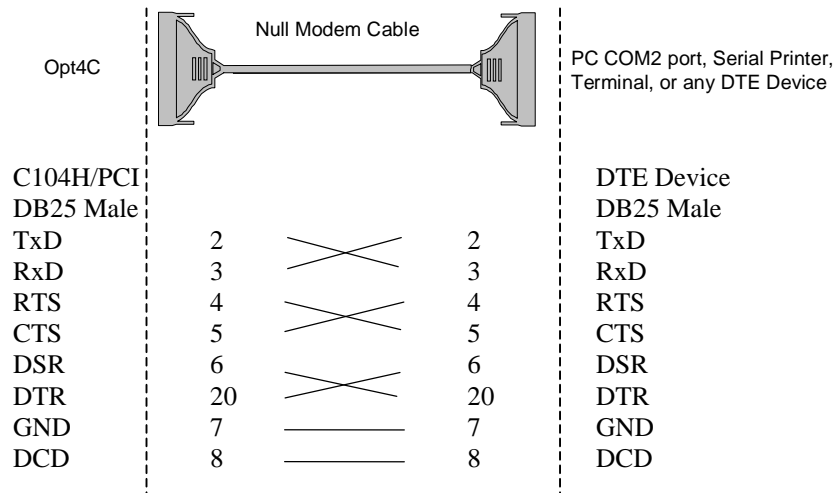 Null Modem Cable
Opt4C
PC COM2 port, Serial Printer,
Terminal, or any DTE Device
C104H/PCI DTE Device
DB25 Male DB25 Male
TxD 2 2 TxD
RxD 3 3 RxD
RTS 4 4 RTS
CTS 5 5 CTS
DSR 6 6 DSR
DTR 20 20 DTR
GND 7 7 GND
DCD 8 8 DCD